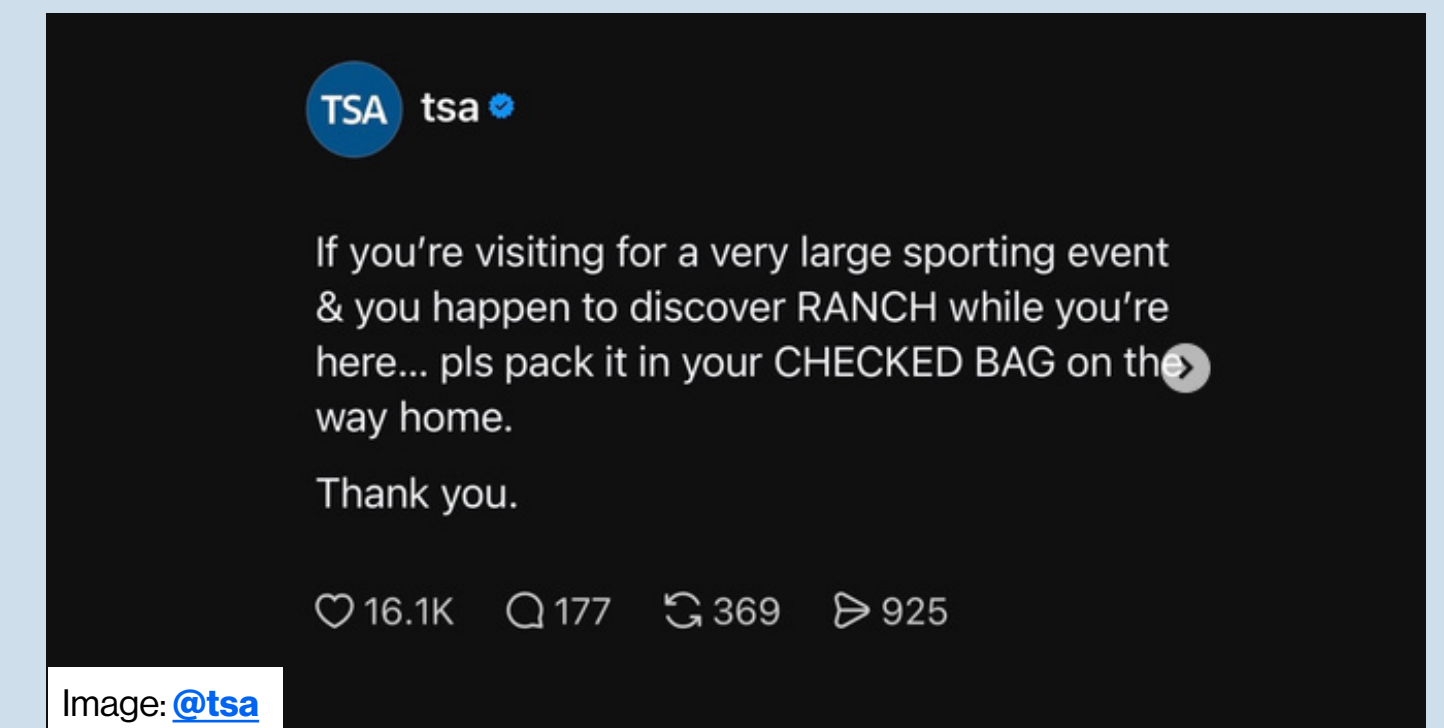 TSA tsa
If you’re visiting for a very large sporting event
& you happen to discover RANCH while you’re
here... pls pack it in your CHECKED BAG on the
way home.
Thank you.
16.1K 177 369 925
Image: @tsa